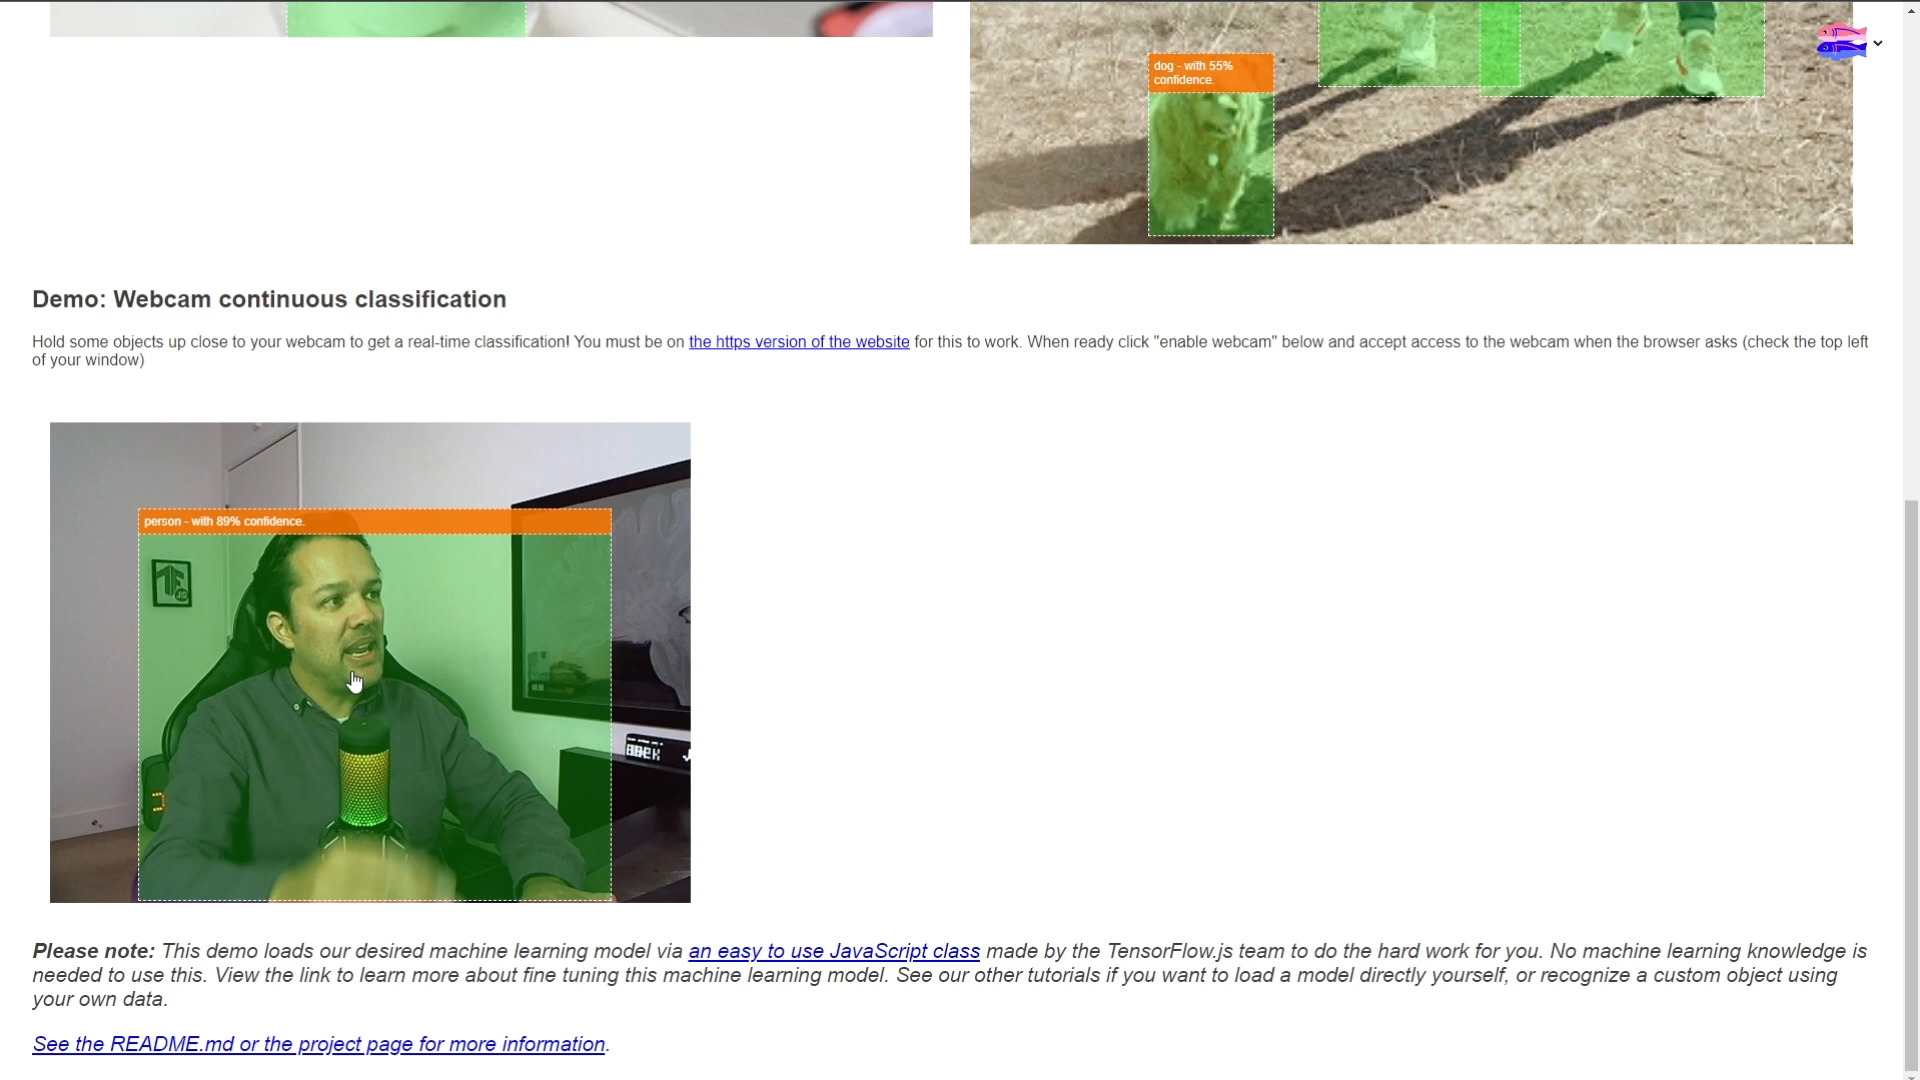 dog - with 55%
confidence.
Demo: Webcam continuous classification
Hold some objects up close to your webcam to get a real-time classification! You must be on the https version of the website for this to work. When ready click "enable webcam" below and accept access to the webcam when the browser asks (check the top left
of your window)
person - with 89% confidence.
Please note: This demo loads our desired machine learning model via an easy to use JavaScript class made by the TensorFlow.js team to do the hard work for you. No machine learning knowledge is
needed to use this. View the link to learn more about fine tuning this machine learning model. See our other tutorials if you want to load a model directly yourself, or recognize a custom object using
your own data.
See the README.md or the project page for more information.